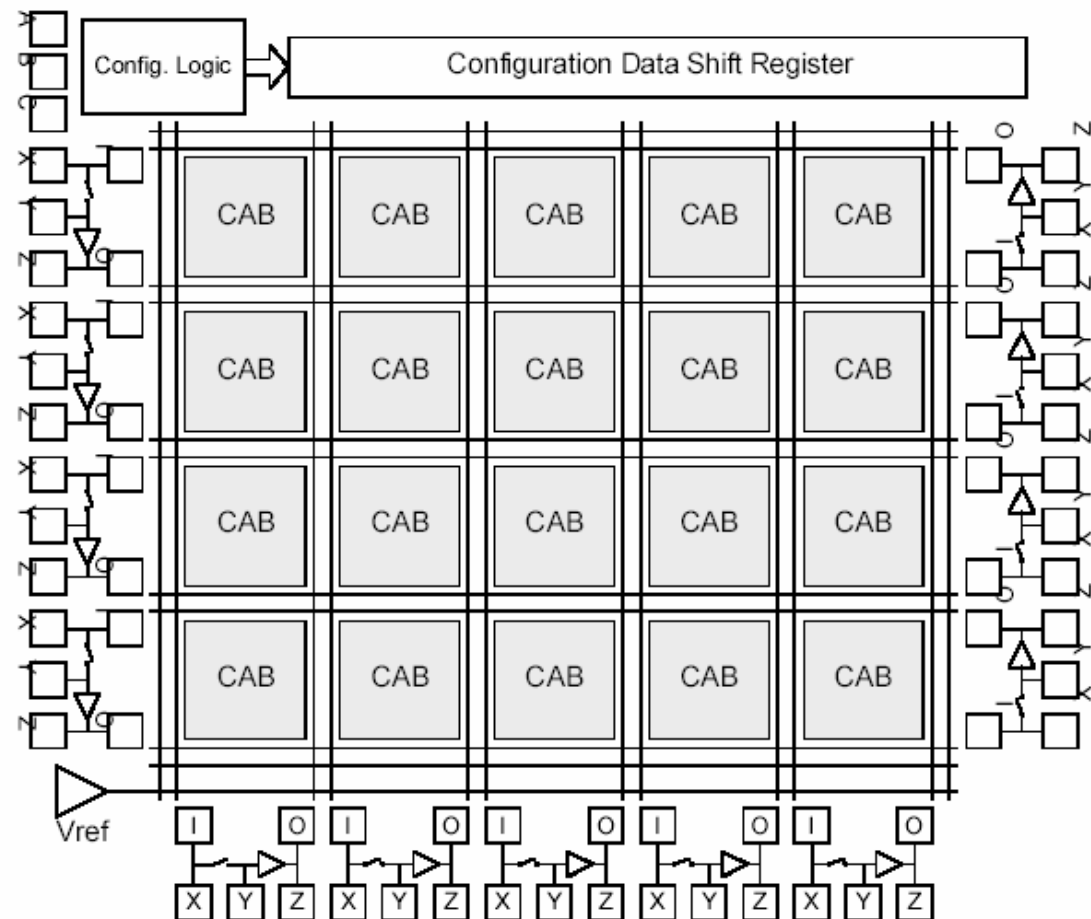 A
Config. Logic
Configuration Data Shift Register
B
C
O Z
X I
Y
CAB CAB CAB CAB CAB
Y
X
I
Z O
O Z
X I
Y
CAB CAB CAB CAB CAB
Y
X
I
Z O
O Z
X I
Y
CAB CAB CAB CAB CAB
Y
X
I
Z O
O Z
X I
Y
CAB CAB CAB CAB CAB
Y
X
I
Z O
Vref
I O I O I O I O I O
X Y Z X Y Z X Y Z X Y Z X Y Z